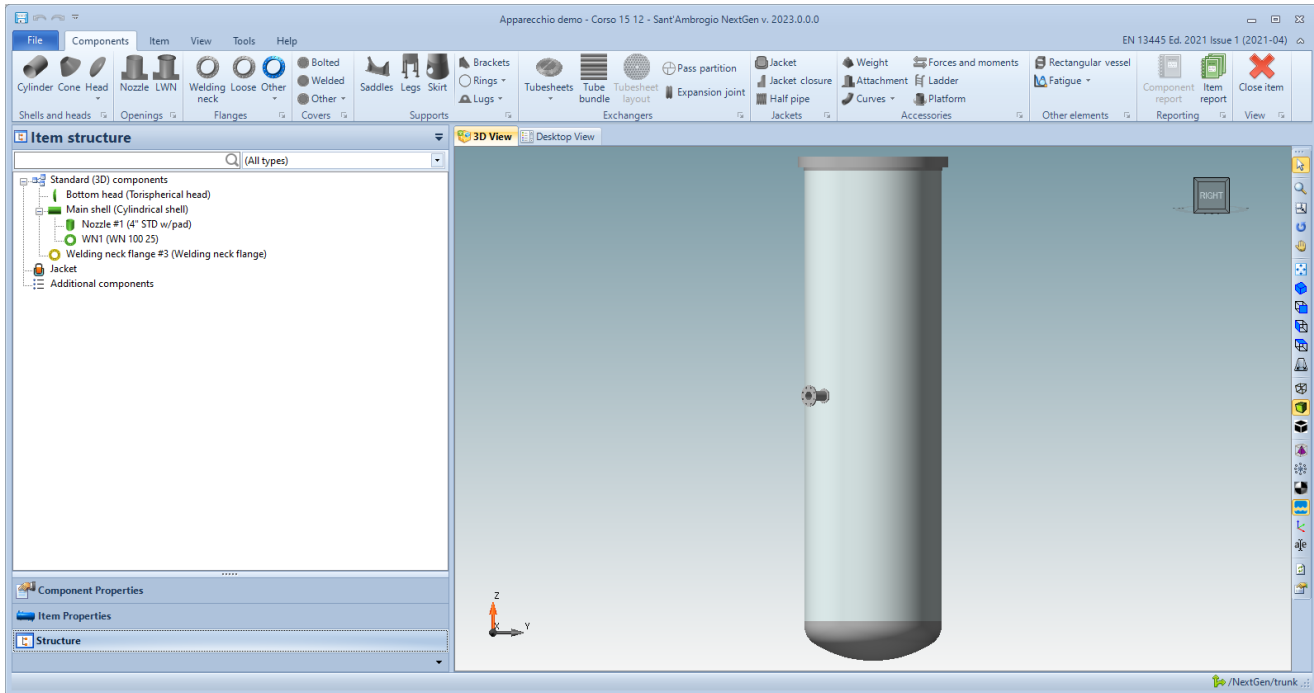 Apparecchio demo - Corso 15 12 - Sant'Ambrogio NextGen v. 2023.0.0.0
File Components Item View Tools Help EN 13445 Ed. 2021 Issue 1 (2021-04)
Cylinder Cone Head
Shells and heads
Nozzle LWN
Openings
Welding neck Loose Other
Flanges
Bolted
Welded
Other
Covers
Saddles Legs Skirt
Brackets
Rings
Lugs
Supports
Tubesheets Tube bundle Tubesheet layout
Pass partition
Expansion joint
Exchangers
Jacket
Jacket closure
Half pipe
Jackets
Weight Forces and moments
Attachment Ladder
Curves Platform
Accessories
Rectangular vessel
Fatigue
Other elements
Component report Item report
Reporting
Close item
View
Item structure
(All types)
Standard (3D) components
Bottom head (Torispherical head)
Main shell (Cylindrical shell)
Nozzle #1 (4" STD w/pad)
WN1 (WN 100 25)
Welding neck flange #3 (Welding neck flange)
Jacket
Additional components
Component Properties
Item Properties
Structure
3D View Desktop View
RIGHT
Z
X
Y
a|e
/NextGen/trunk